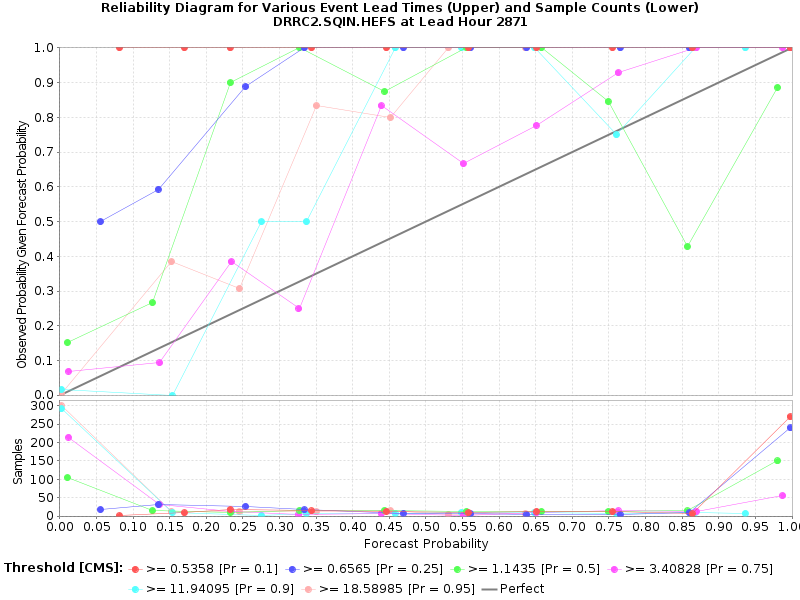 Reliability Diagram for Various Event Lead Times (Upper) and Sample Counts (Lower)
DRRC2.SQIN.HEFS at Lead Hour 2871
Observed Probability Given Forecast Probability
1.0
0.9
0.8
0.7
0.6
0.5
0.4
0.3
0.2
0.1
0.0
Samples
300
250
200
150
100
50
0
0.00 0.05 0.10 0.15 0.20 0.25 0.30 0.35 0.40 0.45 0.50 0.55 0.60 0.65 0.70 0.75 0.80 0.85 0.90 0.95 1.0
Forecast Probability
Threshold [CMS]: >= 0.5358 [Pr = 0.1] >= 0.6565 [Pr = 0.25] >= 1.1435 [Pr = 0.5] >= 3.40828 [Pr = 0.75]
>= 11.94095 [Pr = 0.9] >= 18.58985 [Pr = 0.95] Perfect